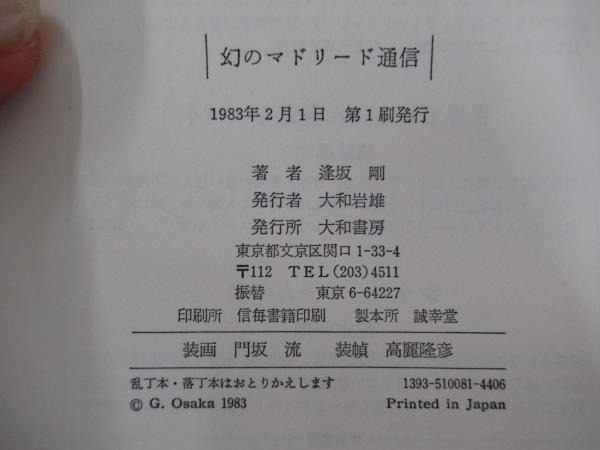 幻のマドリード通信
1983年2月1日　第1刷発行
著　者　逢坂　剛
発行者　大和岩雄
発行所　大和書房
東京都文京区関口1-33-4
〒112　TEL(203)4511
振替　東京6-64227
印刷所　信毎書籍印刷　製本所　誠幸堂
装画　門坂　流　装幀　高麗隆彦
乱丁本・落丁本はおとりかえします　1393-510081-4406
© G. Osaka 1983　Printed in Japan